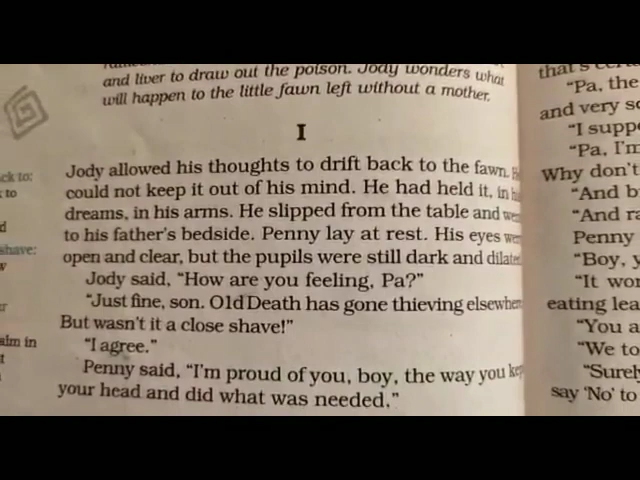 and liver to draw out the poison. Jody wonders what
will happen to the little fawn left without a mother.
I
Jody allowed his thoughts to drift back to the fawn.
could not keep it out of his mind. He had held it, in
dreams, in his arms. He slipped from the table and
to his father's bedside. Penny lay at rest. His eyes
open and clear, but the pupils were still dark and
Jody said, "How are you feeling, Pa?"
"Just fine, son. Old Death has gone thieving
But wasn't it a close shave!"
"I agree."
Penny said, "I'm proud of you, boy, the way you
your head and did what was needed."
to:
to
shave:
in
that's
"Pa, the
and very
"I
"Pa, I'm
Why don't
"And
"And
Penny
"Boy,
"It
eating
"You
"We
"Surely
say 'No' to